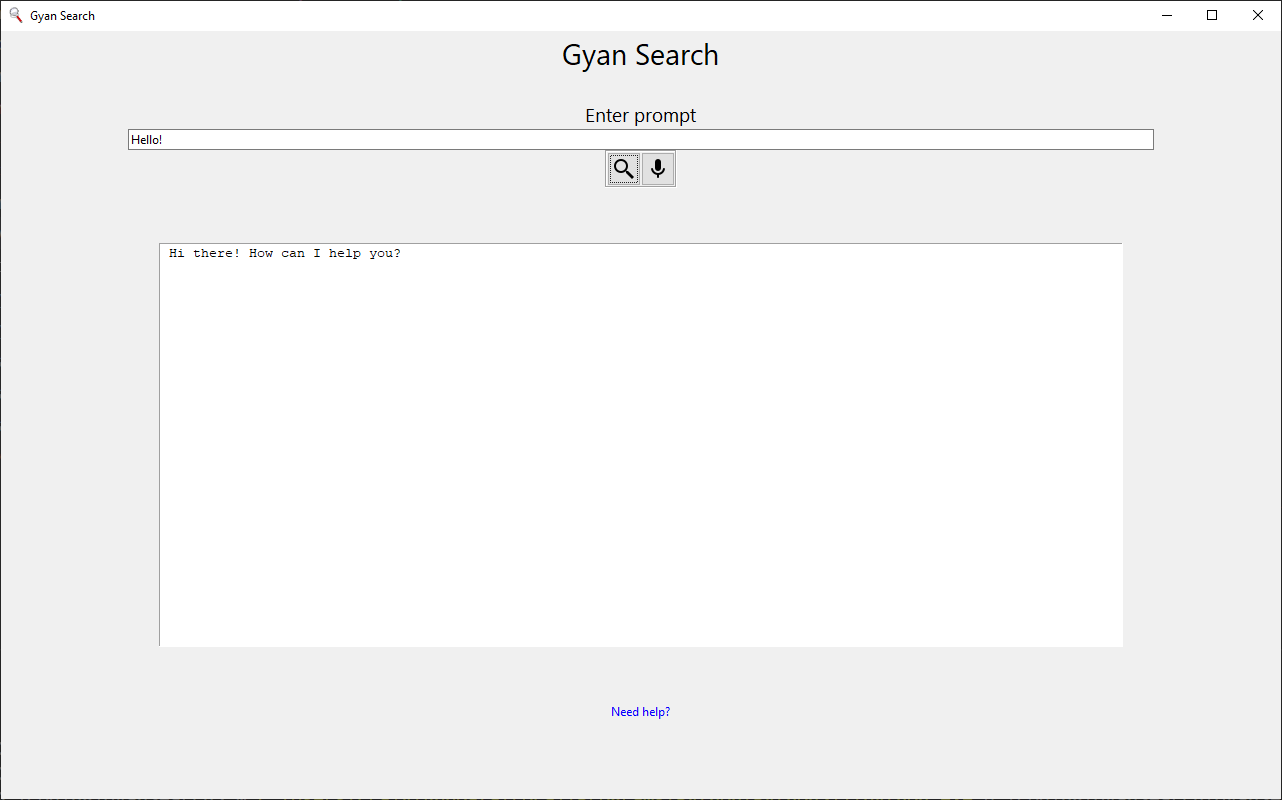 Gyan Search
Gyan Search
Enter prompt
Hello!
Hi there! How can I help you?
Need help?